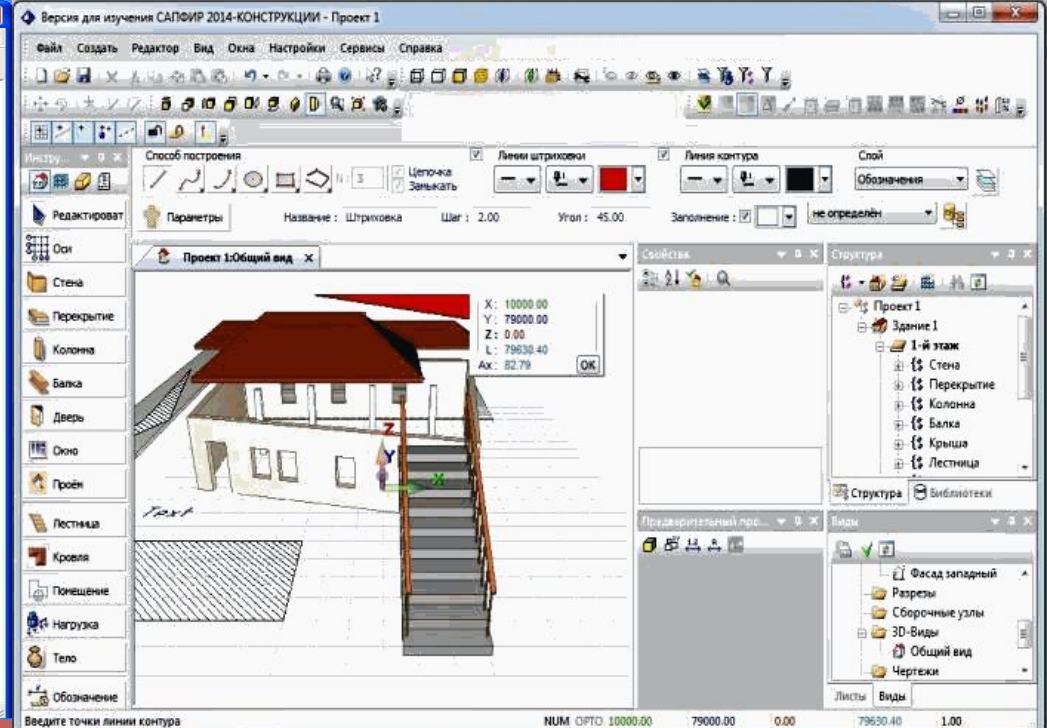 Версия для изучения САПФИР 2014-КОНСТРУКЦИИ - Проект 1
Файл Создать Редактор Вид Окна Настройки Сервисы Справка
Инстру...
Способ построения
N: 3
Цепочка
Замыкать
Линии штриховки
Линия контура
Слой
Обозначения
Параметры
Название : Штриховка Шаг : 2.00 Угол : 45.00 Заполнение :
не определён
Редактироват
Оси
Стена
Перекрытие
Колонна
Балка
Дверь
Окно
Проём
Лестница
Кровля
Помещение
Нагрузка
Тело
Обозначение
Проект 1:Общий вид X
X: 10000.00
Y: 79000.00
Z: 0.00
L: 79630.40
Ax: 82.79
OK
Z
Y
X
Text
Свойства
Предварительный про...
Структура
Проект 1
Здание 1
1-й этаж
Стена
Перекрытие
Колонна
Балка
Крыша
Лестница
Структура Библиотеки
Виды
Фасад западный
Разрезы
Сборочные узлы
3D-Виды
Общий вид
Чертежи
Листы Виды
Введите точки линии контура
NUM ОРТО 10000.00 79000.00 0.00 79630.40 1.00